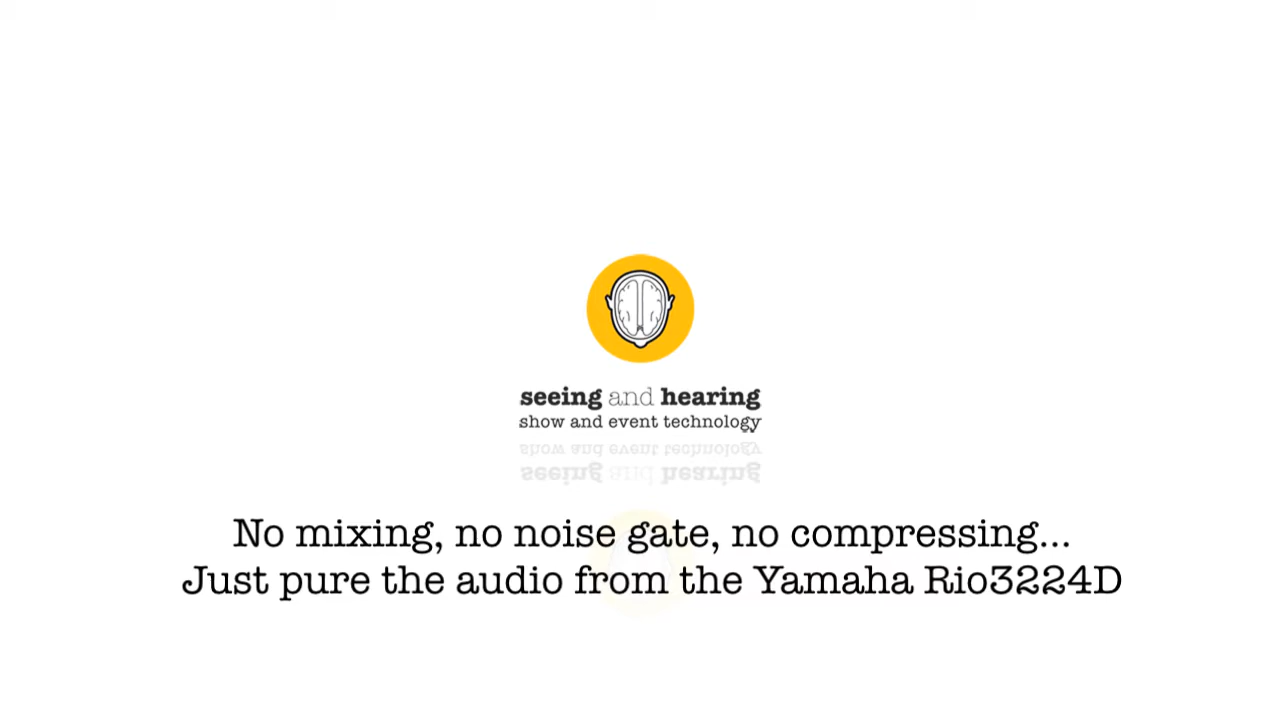 seeing and hearing
show and event technology
No mixing, no noise gate, no compressing...
Just pure the audio from the Yamaha Rio3224D